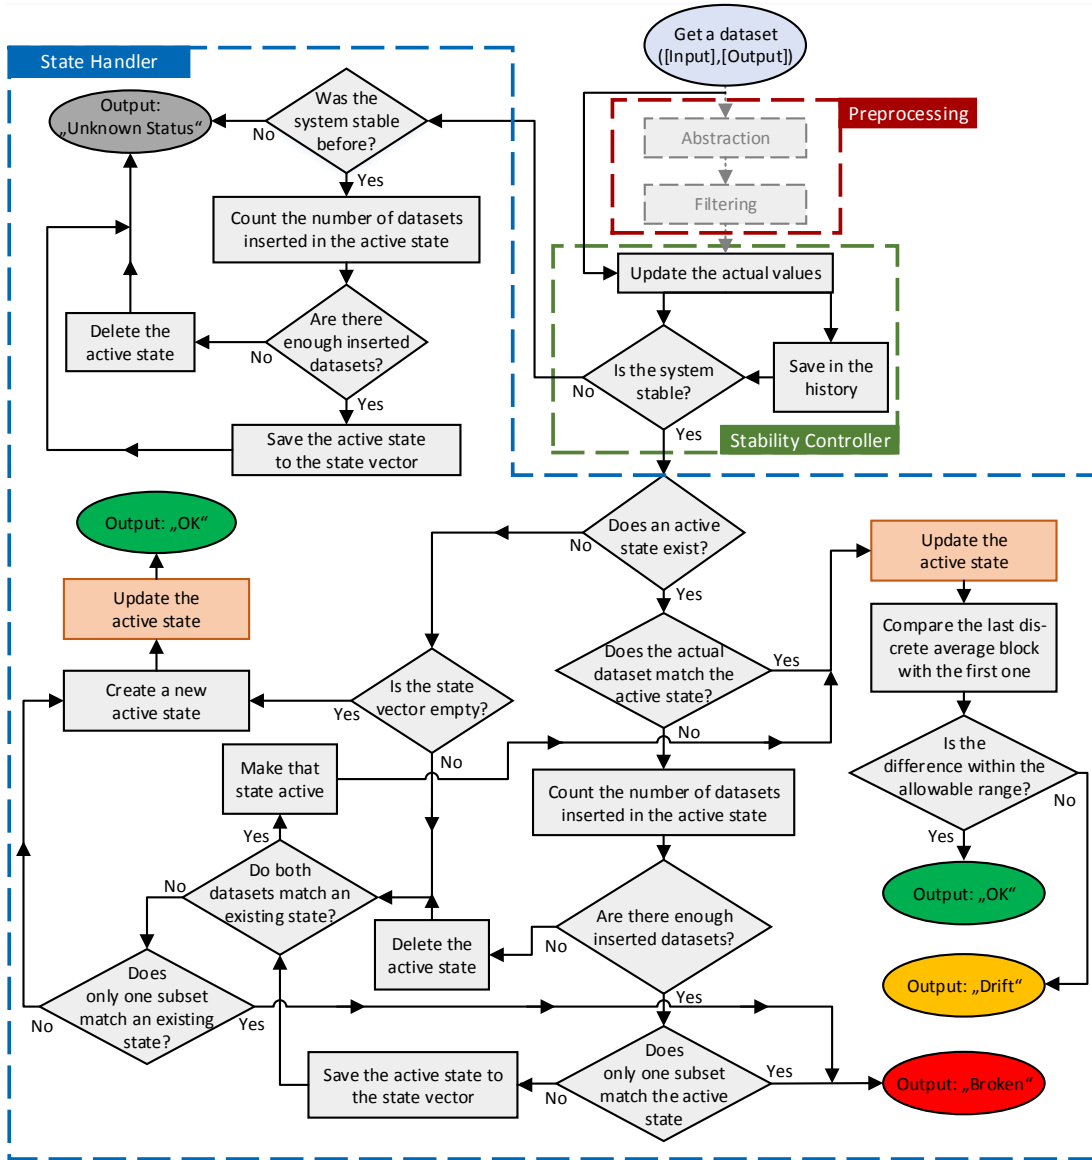 Get a dataset
([Input],[Output])
State Handler
Preprocessing
Abstraction
Filtering
Output:
„Unknown Status“
No
Was the
system stable
before?
Yes
Count the number of datasets
inserted in the active state
Update the actual values
Delete the
active state
No
Are there
enough inserted
datasets?
Yes
Is the system
stable?
No
Yes
Save in the
history
Stability Controller
Save the active state
to the state vector
Output: „OK“
Does an active
state exist?
No
Yes
Update the
active state
Update the
active state
Create a new
active state
Yes
Is the state
vector empty?
No
Does the actual
dataset match the
active state?
Yes
No
Compare the last dis-
crete average block
with the first one
Make that
state active
Yes
Count the number of datasets
inserted in the active state
Is the
difference within the
allowable range?
No
Yes
No
Do both
datasets match an
existing state?
Delete the
active state
No
Are there enough
inserted datasets?
Yes
Output: „OK“
Does
only one subset
match an existing
state?
No
Yes
Output: „Drift“
Save the active state to
the state vector
No
Does
only one subset
match the active
state
Yes
Output: „Broken“